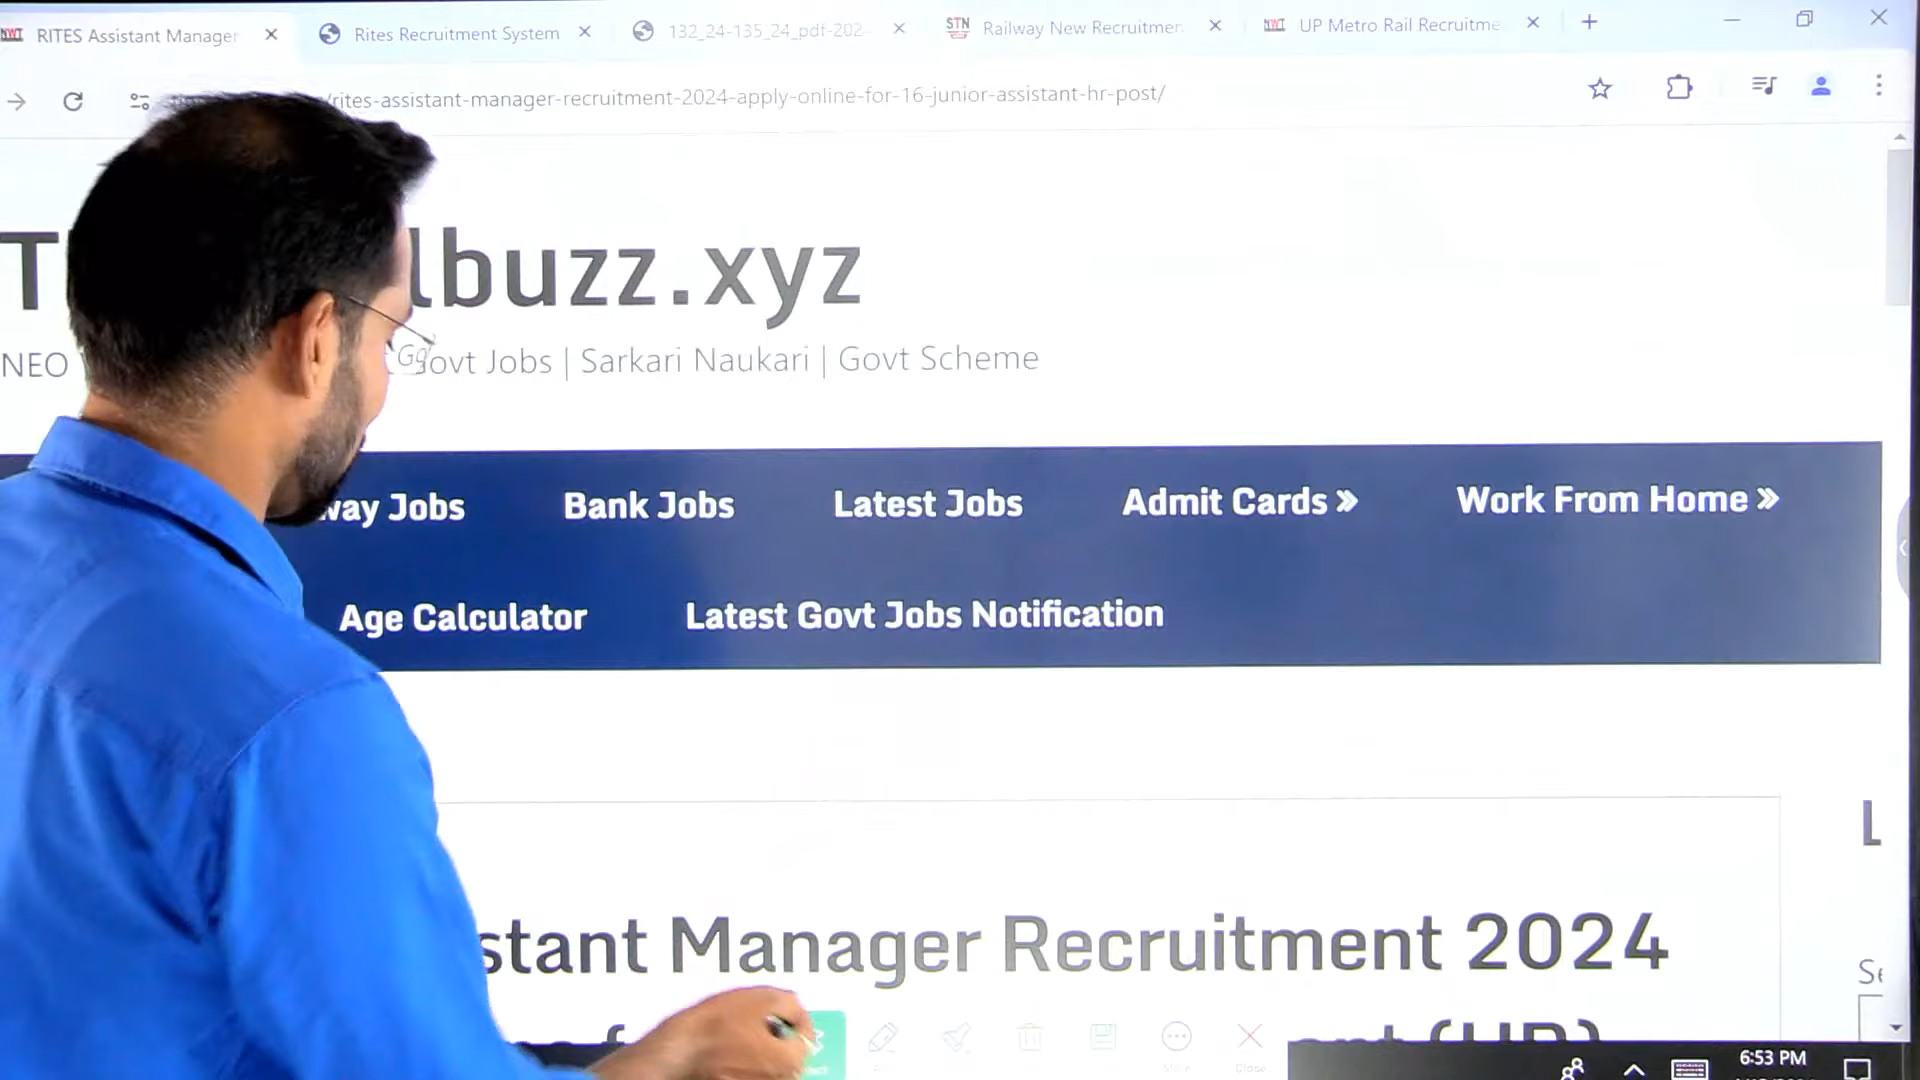 RITES Assistant Manager
Rites Recruitment System
132_24-135_24_pdf-202
Railway New Recruitmen
UP Metro Rail Recruitme
/rites-assistant-manager-recruitment-2024-apply-online-for-16-junior-assistant-hr-post/
T lbuzz.xyz
NEO Govt Jobs | Sarkari Naukari | Govt Scheme
way Jobs
Bank Jobs
Latest Jobs
Admit Cards »
Work From Home »
Age Calculator
Latest Govt Jobs Notification
stant Manager Recruitment 2024
(HR)
Close
6:53 PM